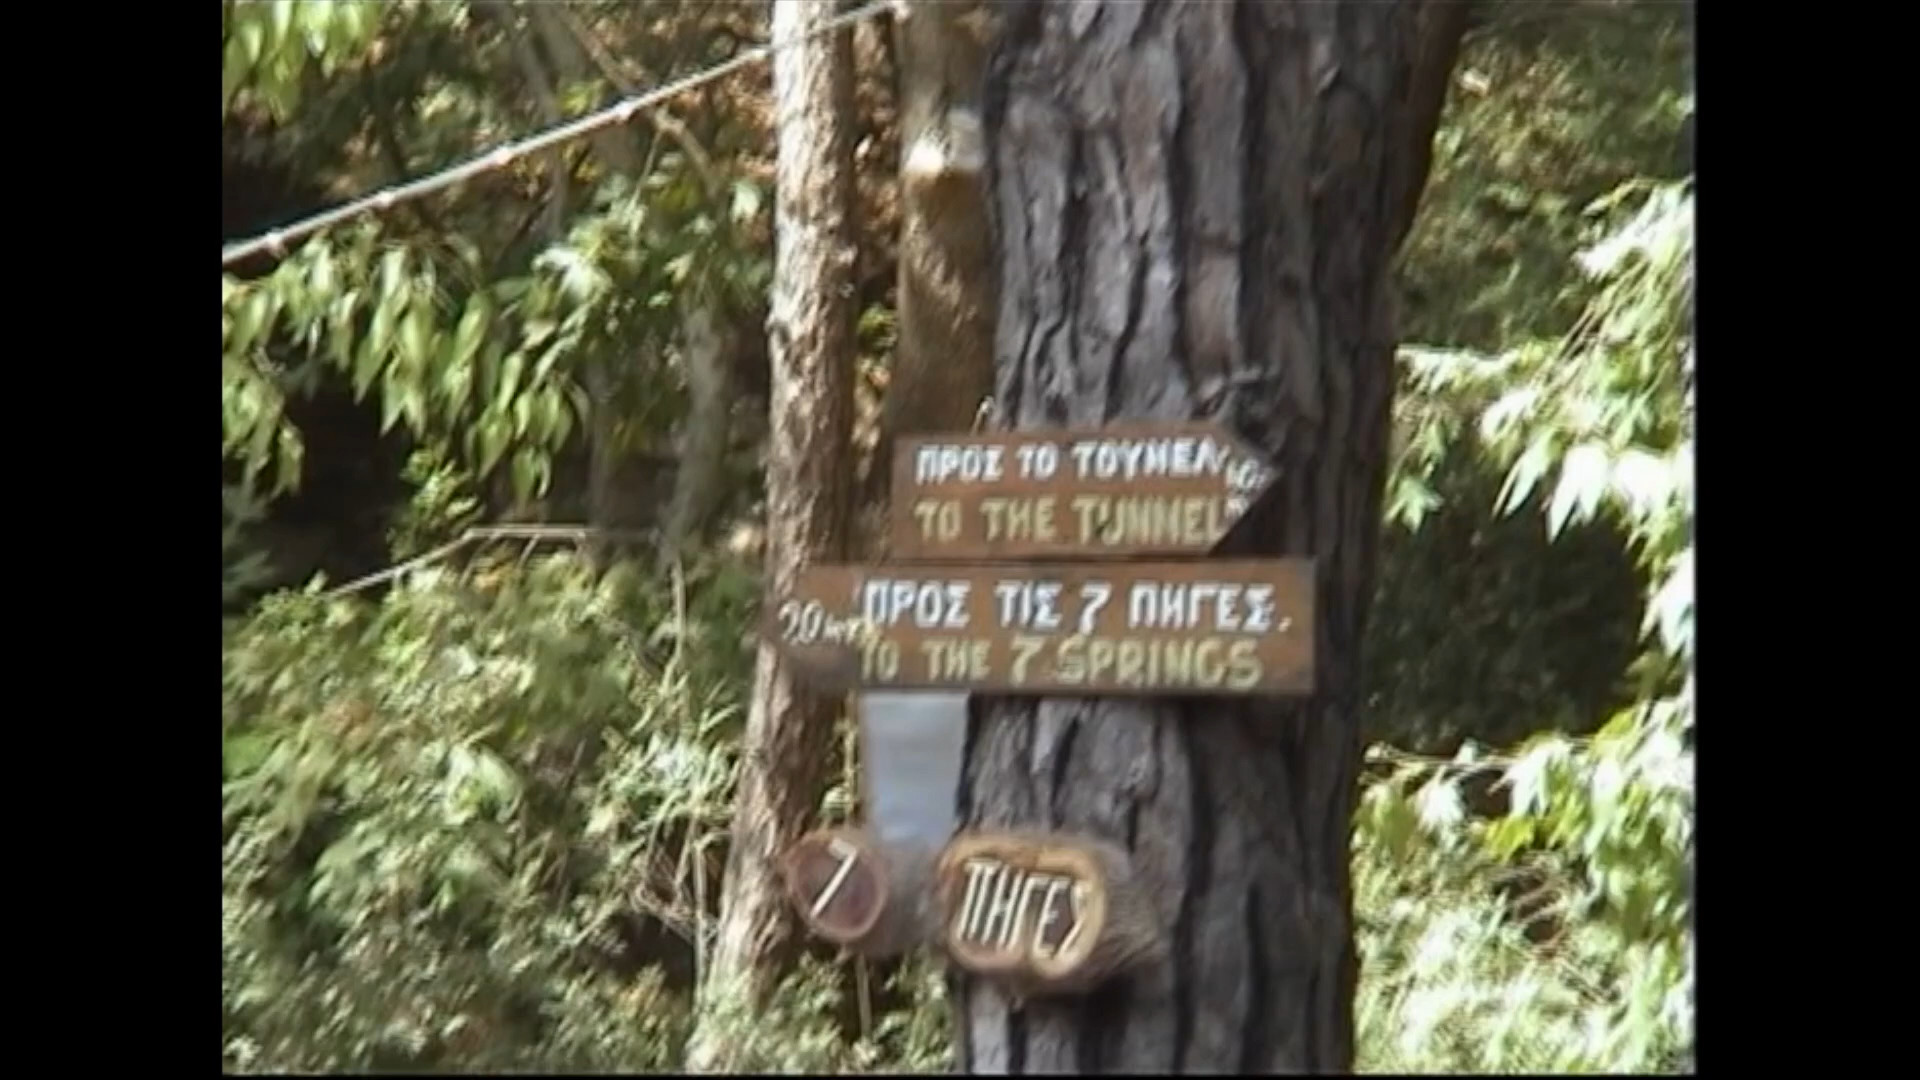 ΠΡΟΣ ΤΟ ΤΟΥΝΕΛ
TO THE TUNNEL
ΠΡΟΣ ΤΙΣ 7 ΠΗΓΕΣ.
TO THE 7 SPRINGS
7 ΠΗΓΕΣ